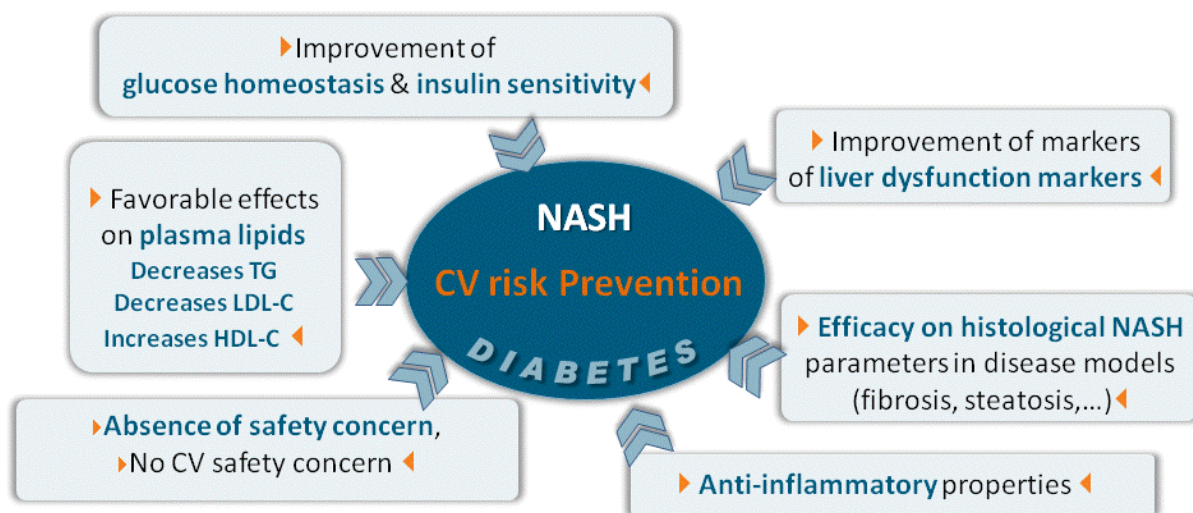 Improvement of
glucose homeostasis & insulin sensitivity
Improvement of markers
of liver dysfunction markers
Favorable effects
on plasma lipids
Decreases TG
Decreases LDL-C
Increases HDL-C
NASH
CV risk Prevention
DIABETES
Efficacy on histological NASH
parameters in disease models
(fibrosis, steatosis,...)
Absence of safety concern,
No CV safety concern
Anti-inflammatory properties